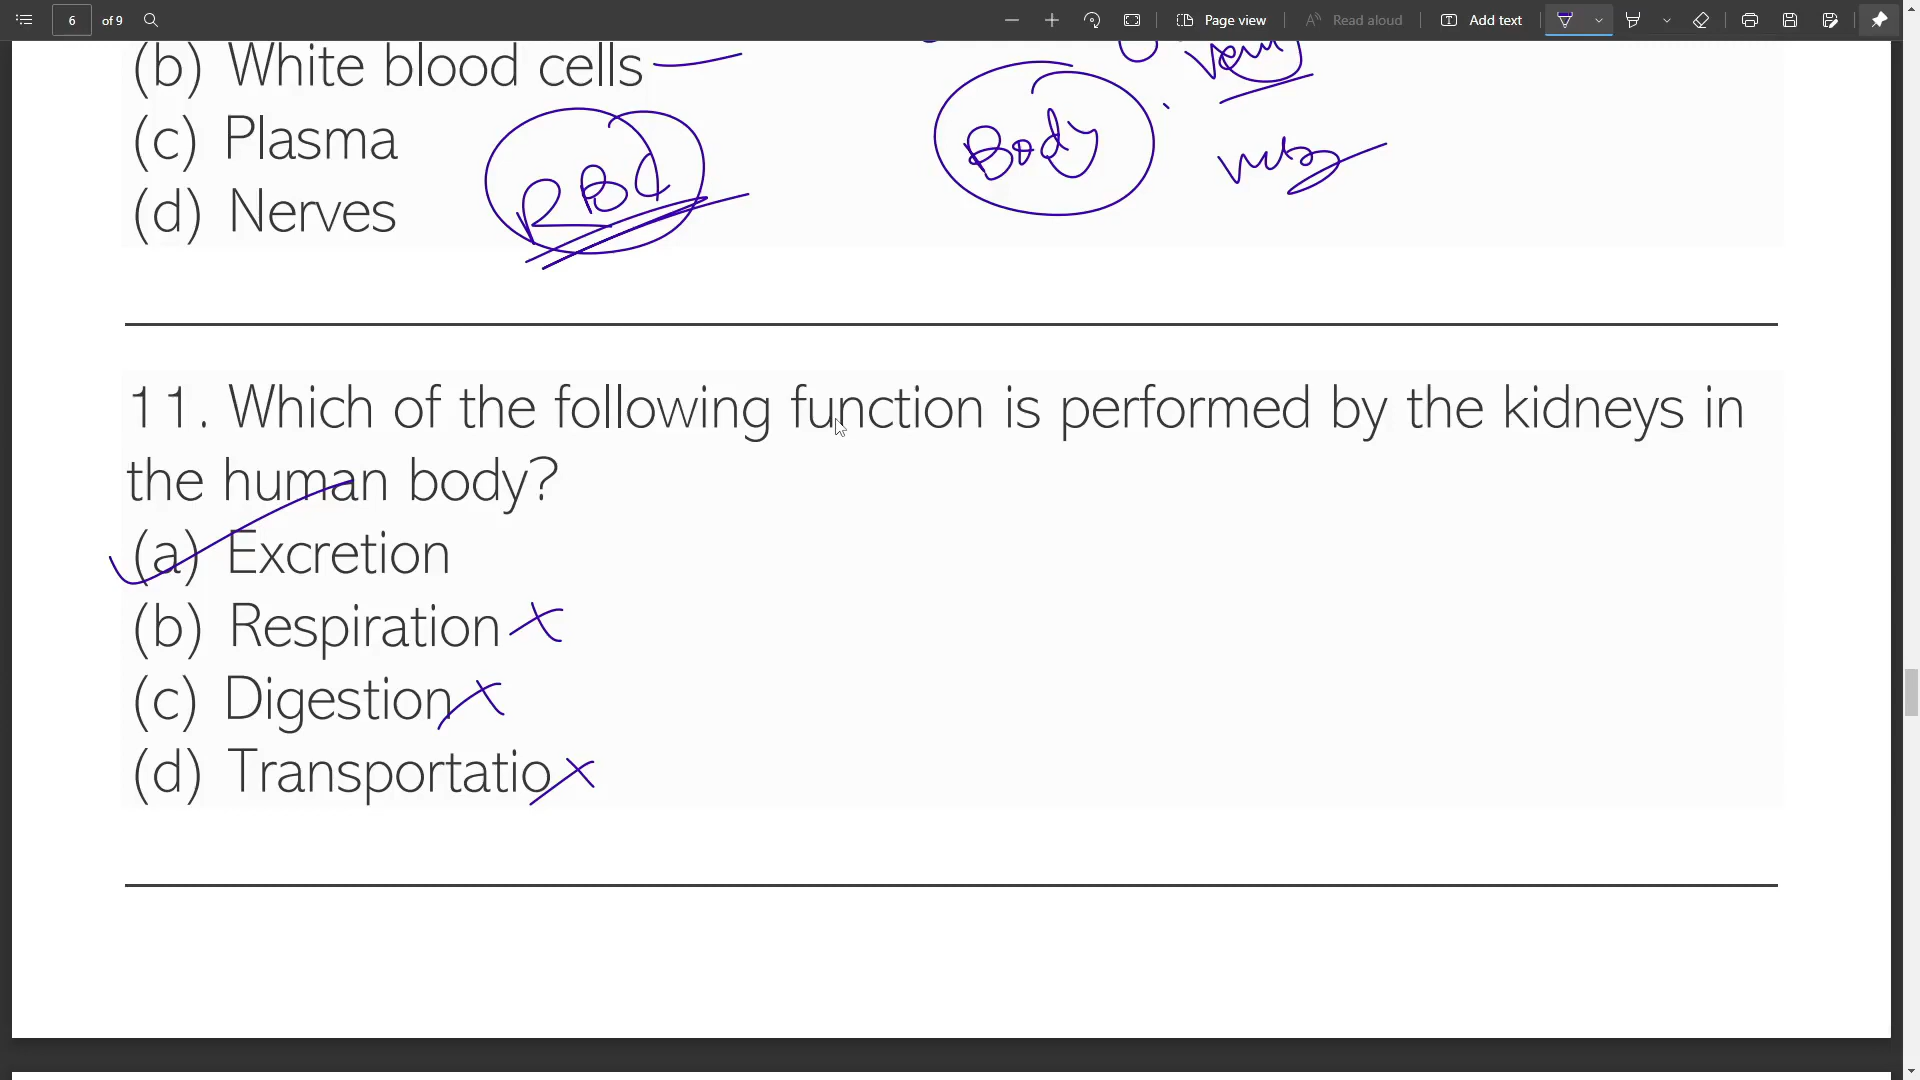 6 of 9 Page view Read aloud Add text
(b) White blood cells
(c) Plasma
(d) Nerves
RBC
Body
11. Which of the following function is performed by the kidneys in
the human body?
(a) Excretion
(b) Respiration
(c) Digestion
(d) Transportatio